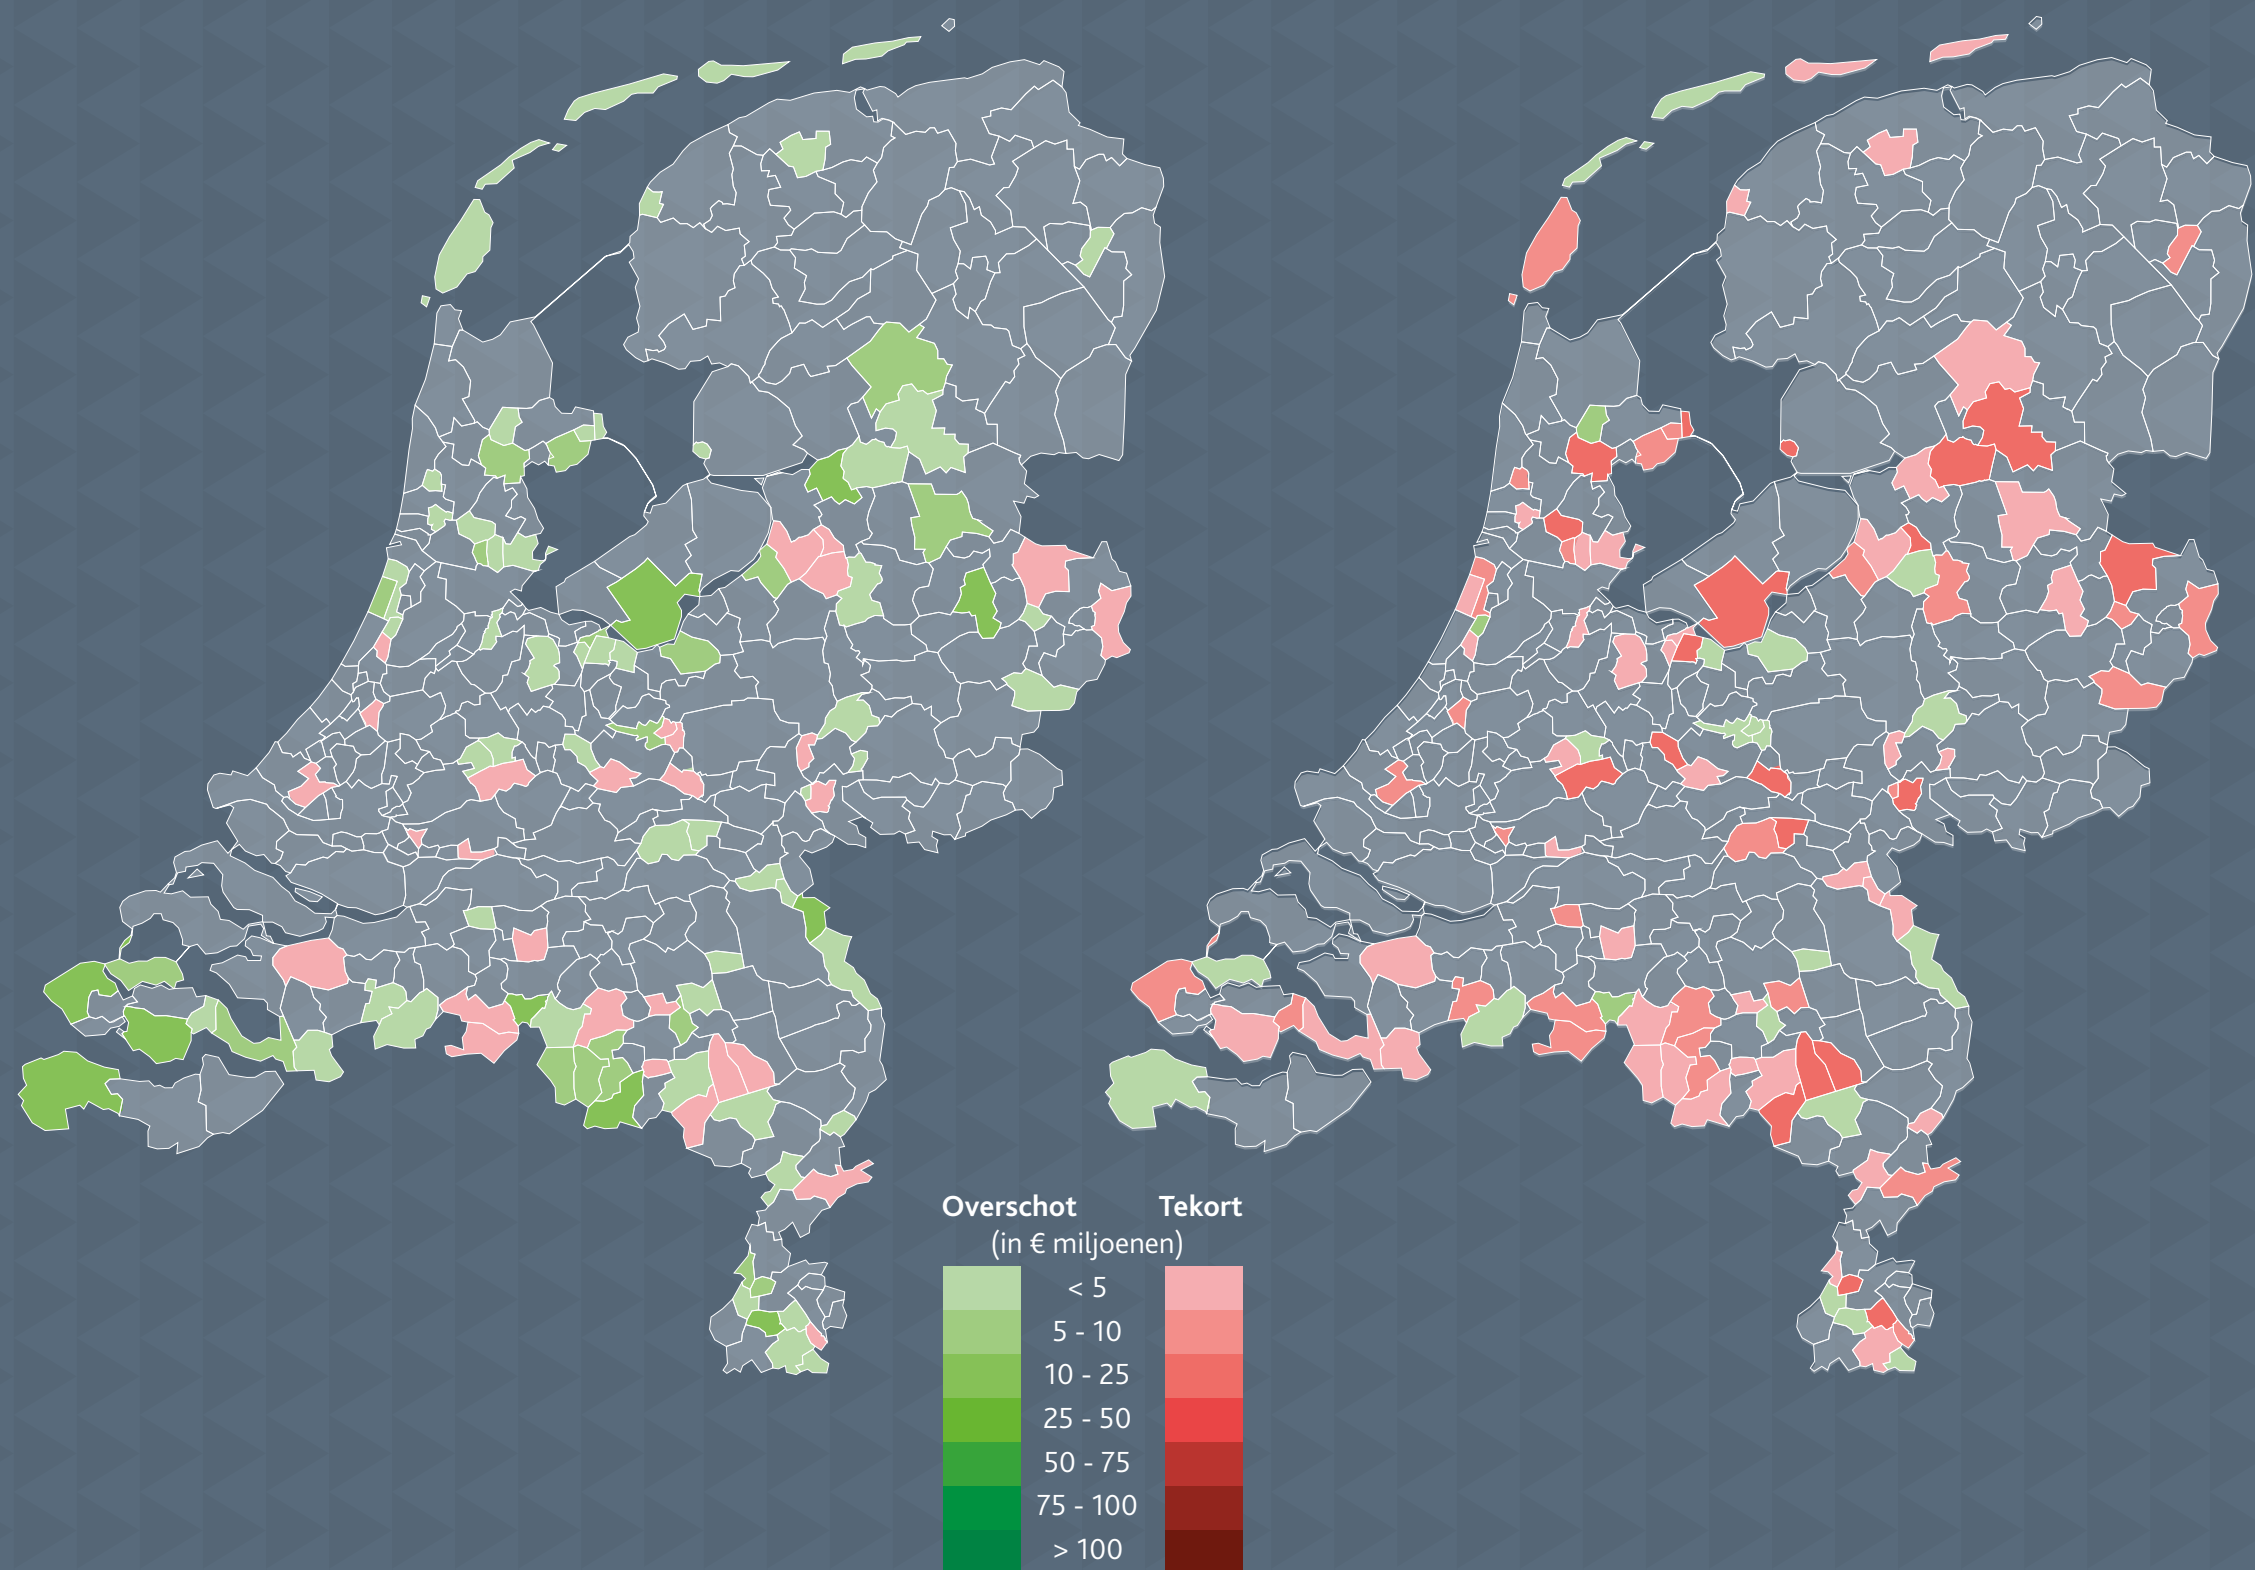 Overschot Tekort
(in € miljoenen)
< 5
5 - 10
10 - 25
25 - 50
50 - 75
75 - 100
> 100